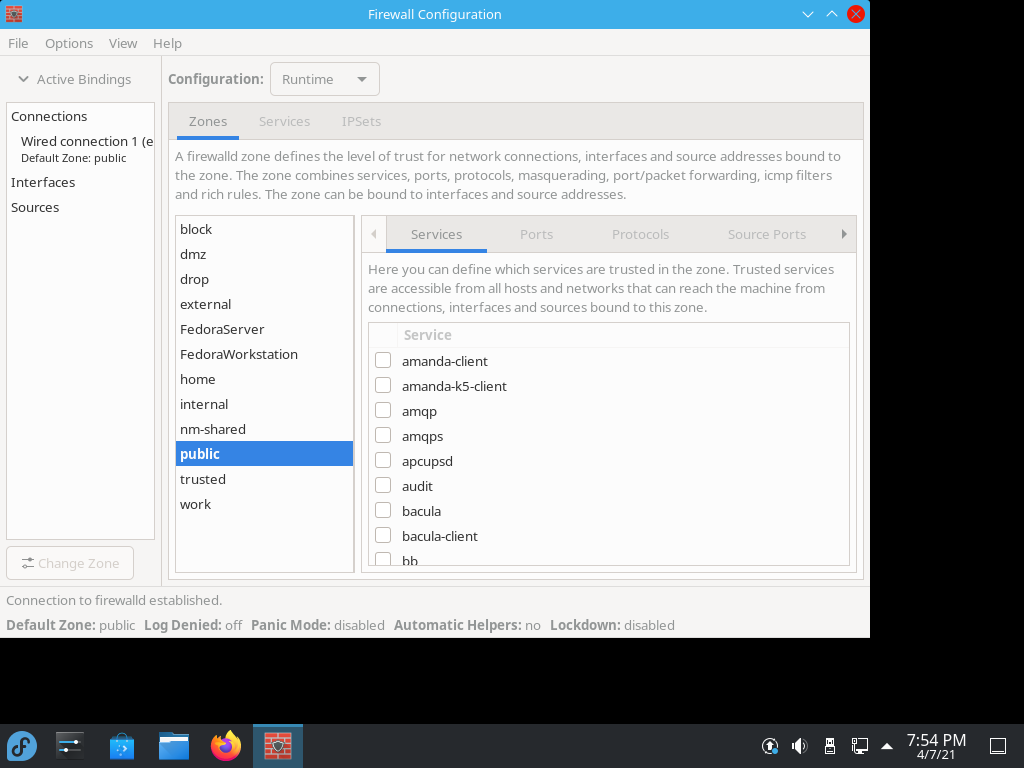 Firewall Configuration
File Options View Help
Active Bindings
Configuration: Runtime
Connections
Wired connection 1 (e
Default Zone: public
Interfaces
Sources
Change Zone
Zones Services IPSets
A firewalld zone defines the level of trust for network connections, interfaces and source addresses bound to
the zone. The zone combines services, ports, protocols, masquerading, port/packet forwarding, icmp filters
and rich rules. The zone can be bound to interfaces and source addresses.
block
dmz
drop
external
FedoraServer
FedoraWorkstation
home
internal
nm-shared
public
trusted
work
Services Ports Protocols Source Ports
Here you can define which services are trusted in the zone. Trusted services
are accessible from all hosts and networks that can reach the machine from
connections, interfaces and sources bound to this zone.
Service
amanda-client
amanda-k5-client
amqp
amqps
apcupsd
audit
bacula
bacula-client
bb
Connection to firewalld established.
Default Zone: public Log Denied: off Panic Mode: disabled Automatic Helpers: no Lockdown: disabled
7:54 PM
4/7/21